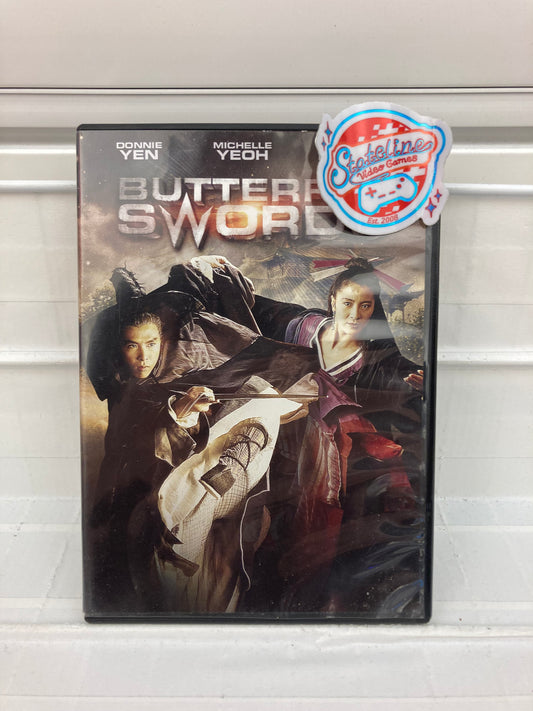 DONNIE
YEN
MICHELLE
YEOH
BUTTERF
SWORD
Stateline
Video Games
Est. 2008